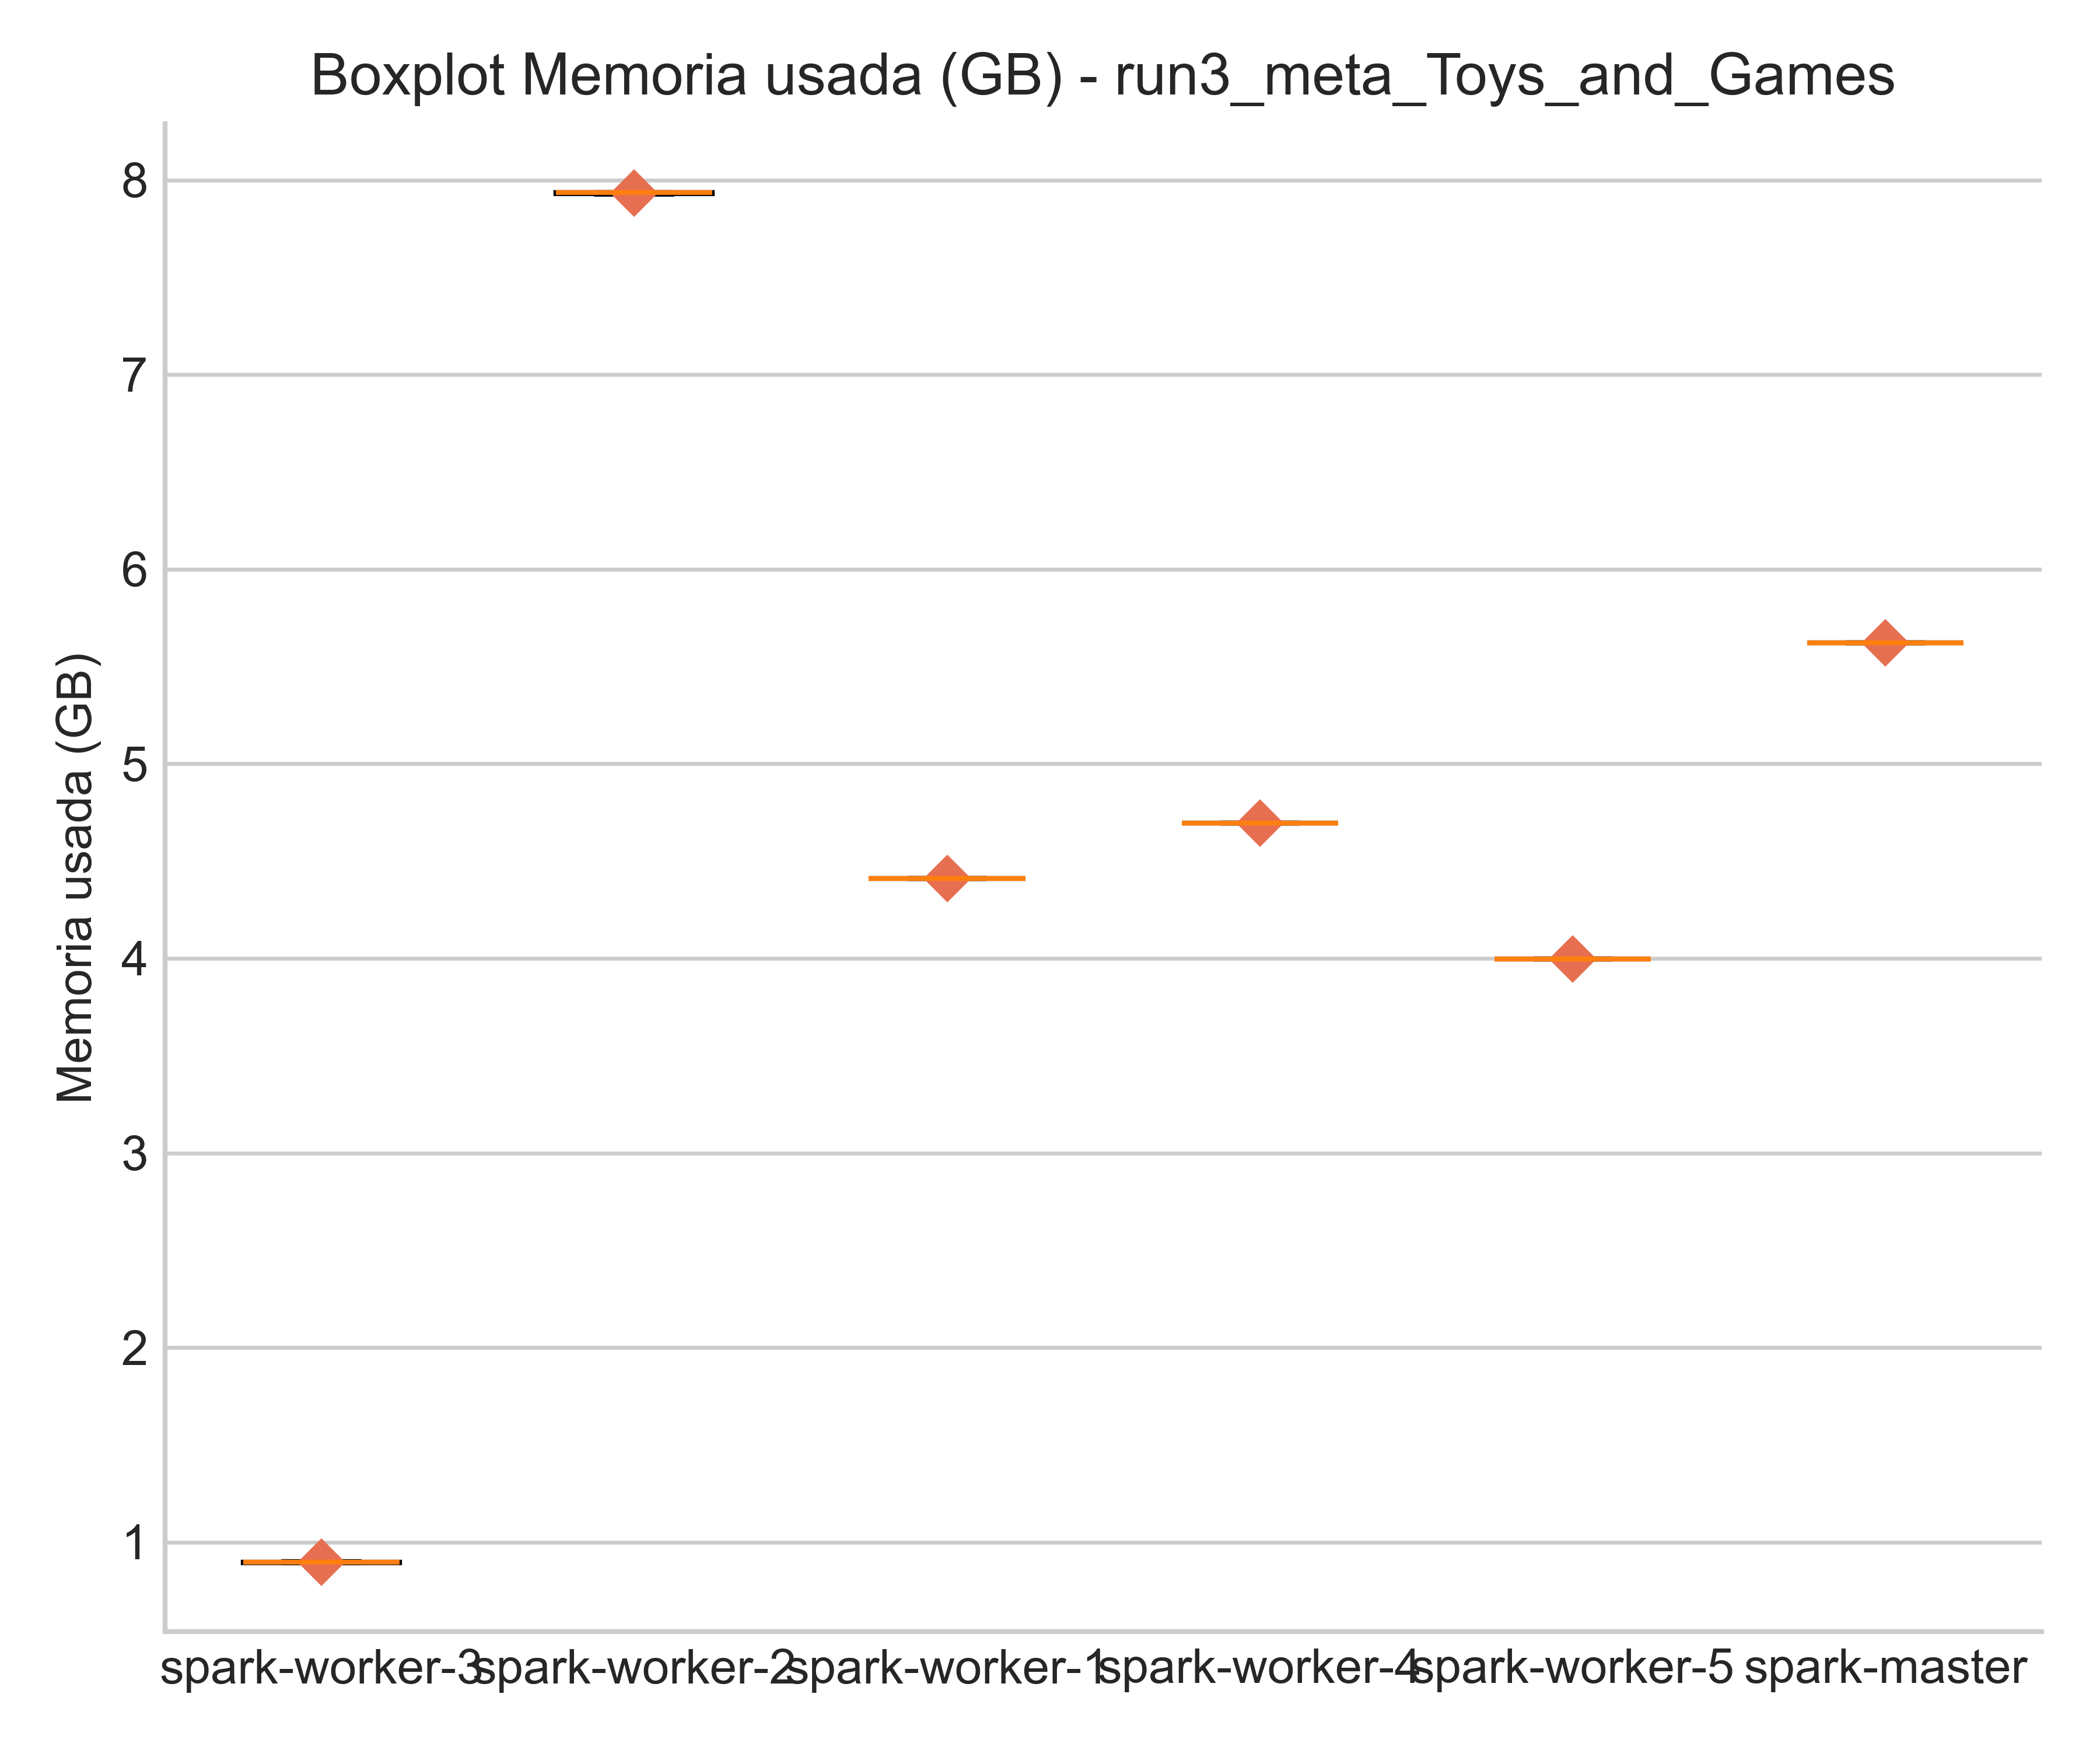 Boxplot Memoria usada (GB) - run3_meta_Toys_and_Games
Memoria usada (GB)
8
7
6
5
4
3
2
1
spark-worker-3 spark-worker-2 spark-worker-1 spark-worker-4 spark-worker-5 spark-master